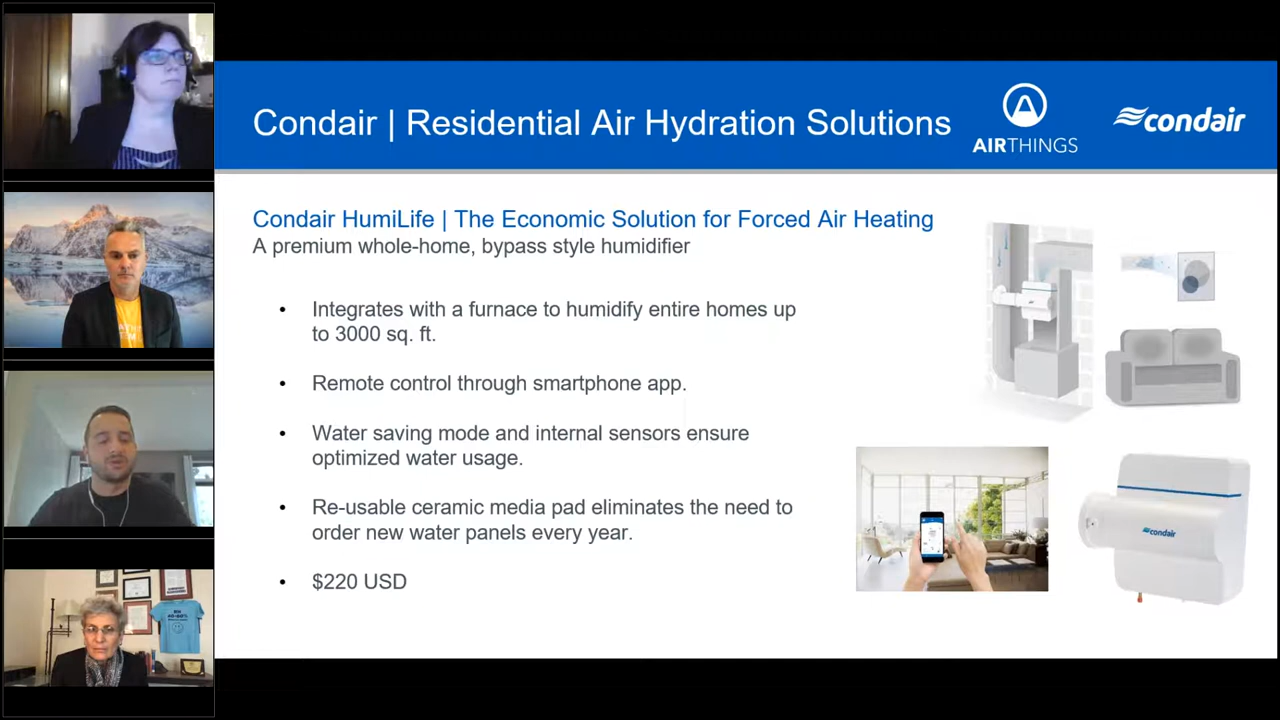 Condair | Residential Air Hydration Solutions
AIRTHINGS
condair
Condair HumiLife | The Economic Solution for Forced Air Heating
A premium whole-home, bypass style humidifier
• Integrates with a furnace to humidify entire homes up
to 3000 sq. ft.
• Remote control through smartphone app.
• Water saving mode and internal sensors ensure
optimized water usage.
• Re-usable ceramic media pad eliminates the need to
order new water panels every year.
• $220 USD
condair